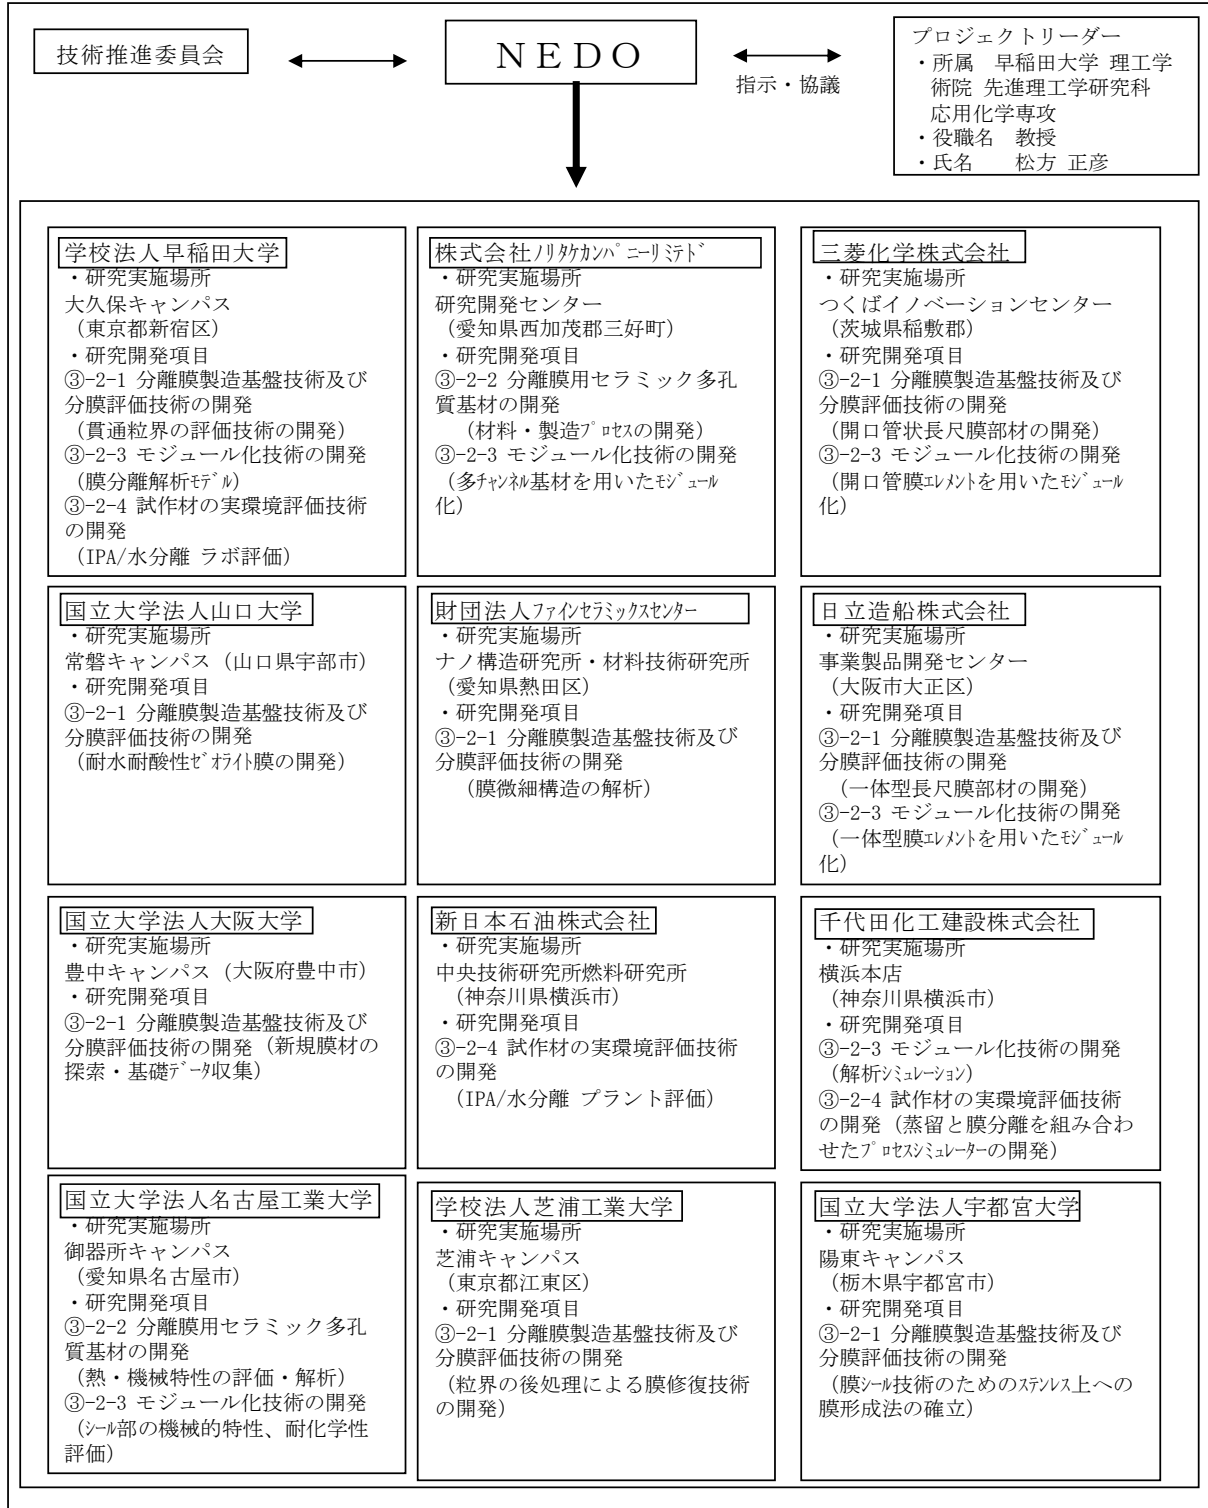 技術推進委員会
NEDO
指示・協議
プロジェクトリーダー
・所属 早稲田大学 理工学
術院 先進理工学研究科
応用化学専攻
・役職名 教授
・氏名 松方 正彦
学校法人早稲田大学
・研究実施場所
大久保キャンパス
（東京都新宿区）
・研究開発項目
③-2-1 分離膜製造基盤技術及び
分膜評価技術の開発
（貫通粒界の評価技術の開発）
③-2-3 モジュール化技術の開発
（膜分離解析ﾓﾃﾞﾙ）
③-2-4 試作材の実環境評価技術
の開発
（IPA/水分離 ラボ評価）
株式会社ﾉﾘﾀｹｶﾝﾊﾟﾆｰﾘﾐﾃﾄﾞ
・研究実施場所
研究開発センター
（愛知県西加茂郡三好町）
・研究開発項目
③-2-2 分離膜用セラミック多孔
質基材の開発
（材料・製造ﾌﾟﾛｾｽの開発）
③-2-3 モジュール化技術の開発
（多ﾁｬﾝﾈﾙ基材を用いたﾓｼﾞｭｰﾙ
化）
三菱化学株式会社
・研究実施場所
つくばイノベーションセンター
（茨城県稲敷郡）
・研究開発項目
③-2-1 分離膜製造基盤技術及び
分膜評価技術の開発
（開口管状長尺膜部材の開発）
③-2-3 モジュール化技術の開発
（開口管膜ｴﾚﾒﾝﾄを用いたﾓｼﾞｭｰﾙ
化）
国立大学法人山口大学
・研究実施場所
常磐キャンパス（山口県宇部市）
・研究開発項目
③-2-1 分離膜製造基盤技術及び
分膜評価技術の開発
（耐水耐酸性ｾﾞｵﾗｲﾄ膜の開発）
財団法人ﾌｧｲﾝｾﾗﾐｯｸｽｾﾝﾀｰ
・研究実施場所
ナノ構造研究所・材料技術研究所
（愛知県熱田区）
・研究開発項目
③-2-1 分離膜製造基盤技術及び
分膜評価技術の開発
（膜微細構造の解析）
日立造船株式会社
・研究実施場所
事業製品開発センター
（大阪市大正区）
・研究開発項目
③-2-1 分離膜製造基盤技術及び
分膜評価技術の開発
（一体型長尺膜部材の開発）
③-2-3 モジュール化技術の開発
（一体型膜ｴﾚﾒﾝﾄを用いたﾓｼﾞｭｰﾙ
化）
国立大学法人大阪大学
・研究実施場所
豊中キャンパス（大阪府豊中市）
・研究開発項目
③-2-1 分離膜製造基盤技術及び
分膜評価技術の開発（新規膜材の
探索・基礎ﾃﾞｰﾀ収集）
新日本石油株式会社
・研究実施場所
中央技術研究所燃料研究所
（神奈川県横浜市）
・研究開発項目
③-2-4 試作材の実環境評価技術
の開発
（IPA/水分離 プラント評価）
千代田化工建設株式会社
・研究実施場所
横浜本店
（神奈川県横浜市）
・研究開発項目
③-2-3 モジュール化技術の開発
（解析ｼﾐｭﾚｰｼｮﾝ）
③-2-4 試作材の実環境評価技術
の開発（蒸留と膜分離を組み合わ
せたﾌﾟﾛｾｽｼﾐｭﾚｰﾀｰの開発）
国立大学法人名古屋工業大学
・研究実施場所
御器所キャンパス
（愛知県名古屋市）
・研究開発項目
③-2-2 分離膜用セラミック多孔
質基材の開発
（熱・機械特性の評価・解析）
③-2-3 モジュール化技術の開発
（ｼｰﾙ部の機械的特性、耐化学性
評価）
学校法人芝浦工業大学
・研究実施場所
芝浦キャンパス
（東京都江東区）
・研究開発項目
③-2-1 分離膜製造基盤技術及び
分膜評価技術の開発
（粒界の後処理による膜修復技術
の開発）
国立大学法人宇都宮大学
・研究実施場所
陽東キャンパス
（栃木県宇都宮市）
・研究開発項目
③-2-1 分離膜製造基盤技術及び
分膜評価技術の開発
（膜ｼｰﾙ技術のためのｽﾃﾝﾚｽ上への
膜形成法の確立）